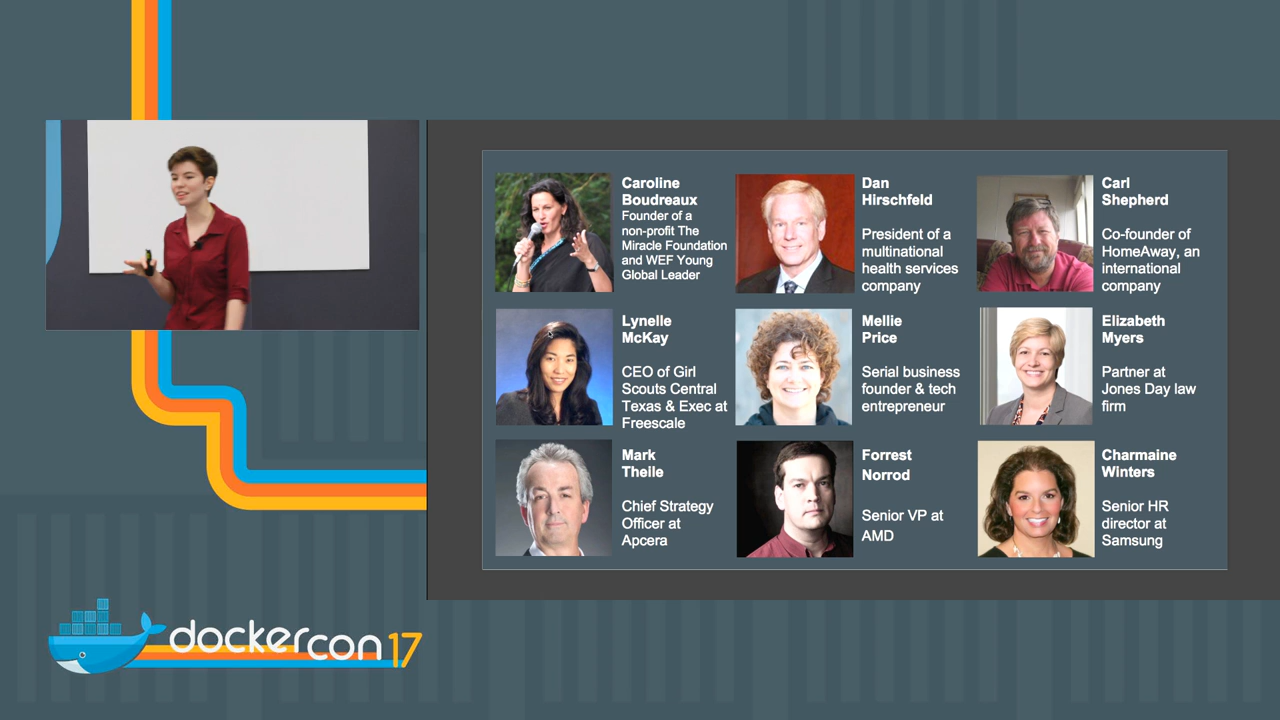 Caroline
Boudreaux
Founder of a
non-profit The
Miracle Foundation
and WEF Young
Global Leader
Dan
Hirschfeld
President of a
multinational
health services
company
Carl
Shepherd
Co-founder of
HomeAway, an
international
company
Lynelle
McKay
CEO of Girl
Scouts Central
Texas & Exec at
Freescale
Mellie
Price
Serial business
founder & tech
entrepreneur
Elizabeth
Myers
Partner at
Jones Day law
firm
Mark
Theile
Chief Strategy
Officer at
Apcera
Forrest
Norrod
Senior VP at
AMD
Charmaine
Winters
Senior HR
director at
Samsung
dockercon 17